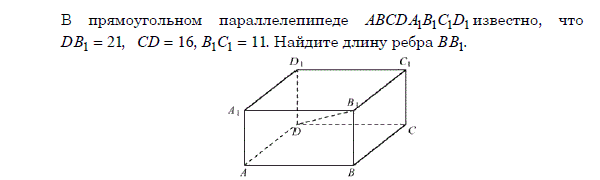 В прямоугольном параллелепипеде ABCDA₁B₁C₁D₁ известно, что
DB₁ = 21, CD = 16, B₁C₁ = 11. Найдите длину ребра BB₁.
D₁ C₁
A₁ B₁
D C
A B